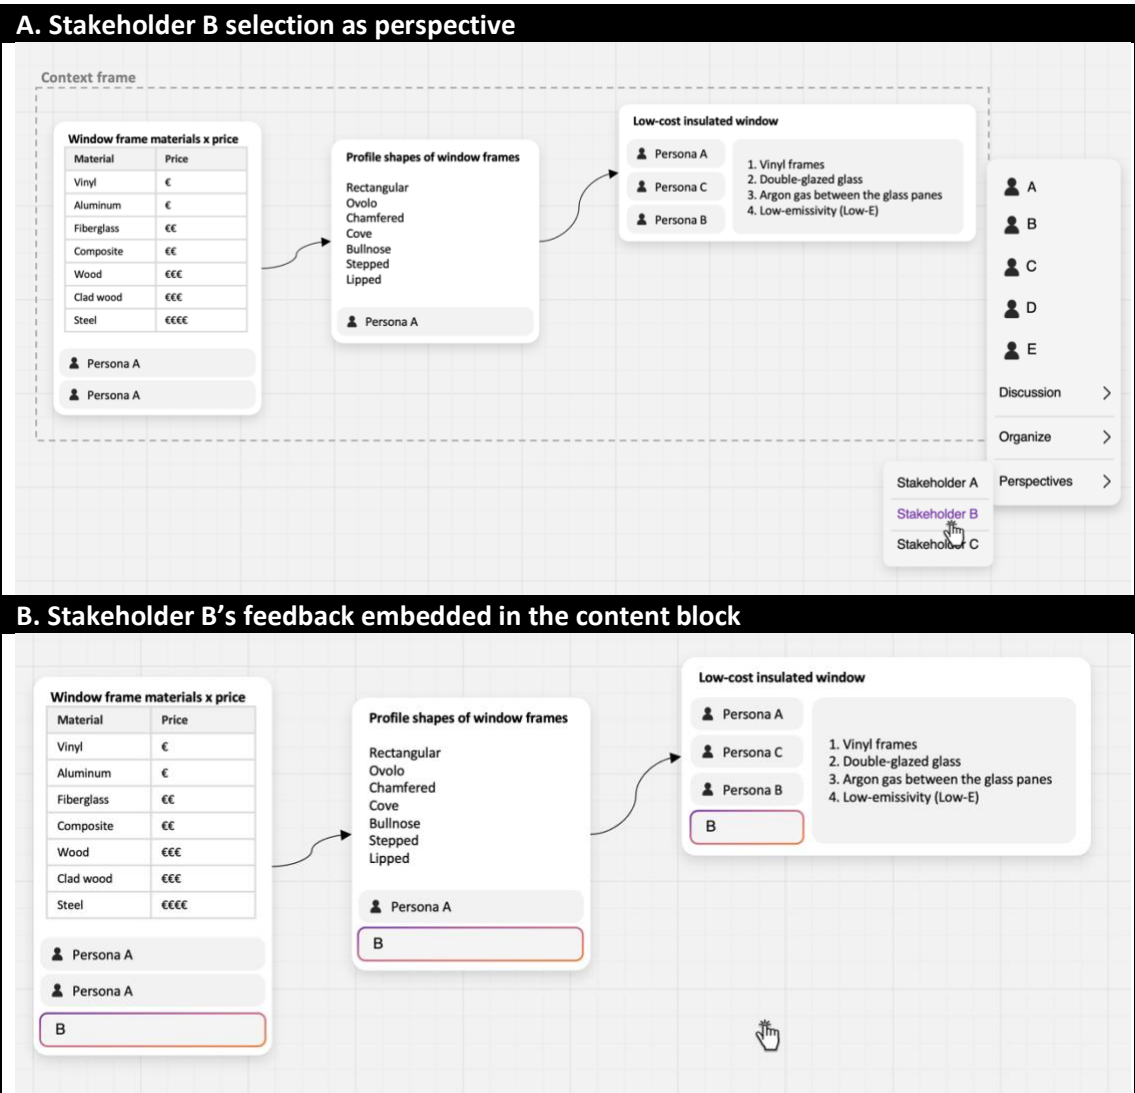 A. Stakeholder B selection as perspective
Context frame
Window frame materials x price
Material Price
Vinyl €
Aluminum €
Fiberglass €€
Composite €€
Wood €€€
Clad wood €€€
Steel €€€€
Persona A
Persona A
Profile shapes of window frames
Rectangular
Ovolo
Chamfered
Cove
Bullnose
Stepped
Lipped
Persona A
Low-cost insulated window
Persona A
Persona C
Persona B
1. Vinyl frames
2. Double-glazed glass
3. Argon gas between the glass panes
4. Low-emissivity (Low-E)
A
B
C
D
E
Discussion
Organize
Perspectives
Stakeholder A
Stakeholder B
Stakeholder C
B. Stakeholder B’s feedback embedded in the content block
Window frame materials x price
Material Price
Vinyl €
Aluminum €
Fiberglass €€
Composite €€
Wood €€€
Clad wood €€€
Steel €€€€
Persona A
Persona A
B
Profile shapes of window frames
Rectangular
Ovolo
Chamfered
Cove
Bullnose
Stepped
Lipped
Persona A
B
Low-cost insulated window
Persona A
Persona C
Persona B
B
1. Vinyl frames
2. Double-glazed glass
3. Argon gas between the glass panes
4. Low-emissivity (Low-E)